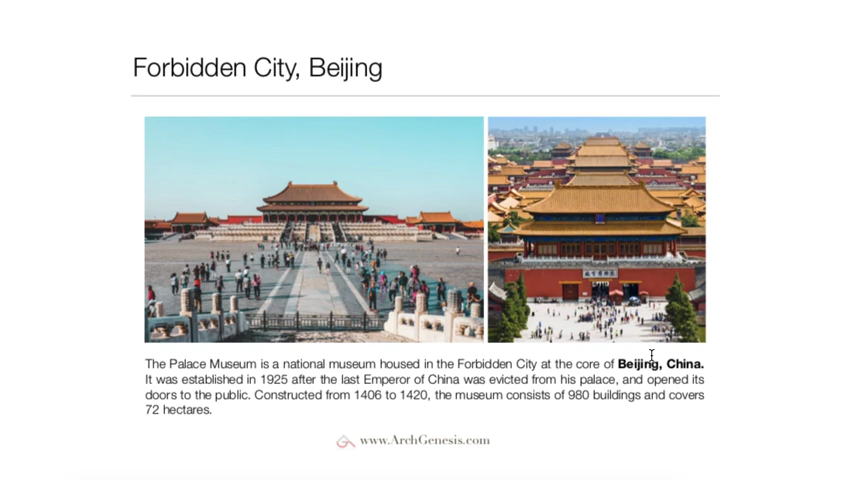 Forbidden City, Beijing
The Palace Museum is a national museum housed in the Forbidden City at the core of Beijing, China.
It was established in 1925 after the last Emperor of China was evicted from his palace, and opened its
doors to the public. Constructed from 1406 to 1420, the museum consists of 980 buildings and covers
72 hectares.
www.ArchGenesis.com